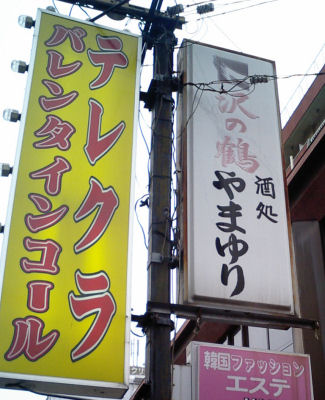 テレクラ
バレンタインコール
沢の鶴
酒処
やまゆり
韓国ファッション
エステ